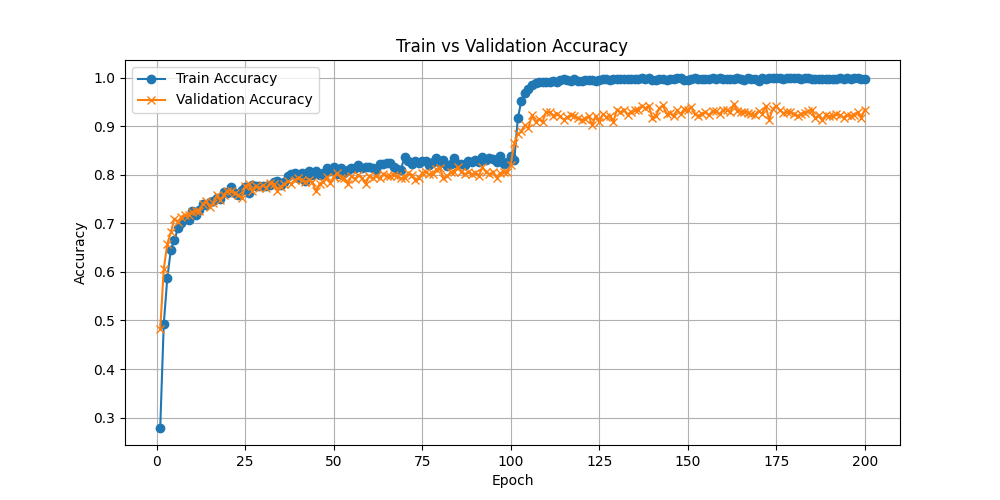 Train vs Validation Accuracy
Train Accuracy
Validation Accuracy
1.0
0.9
0.8
0.7
0.6
0.5
0.4
0.3
Accuracy
0 25 50 75 100 125 150 175 200
Epoch